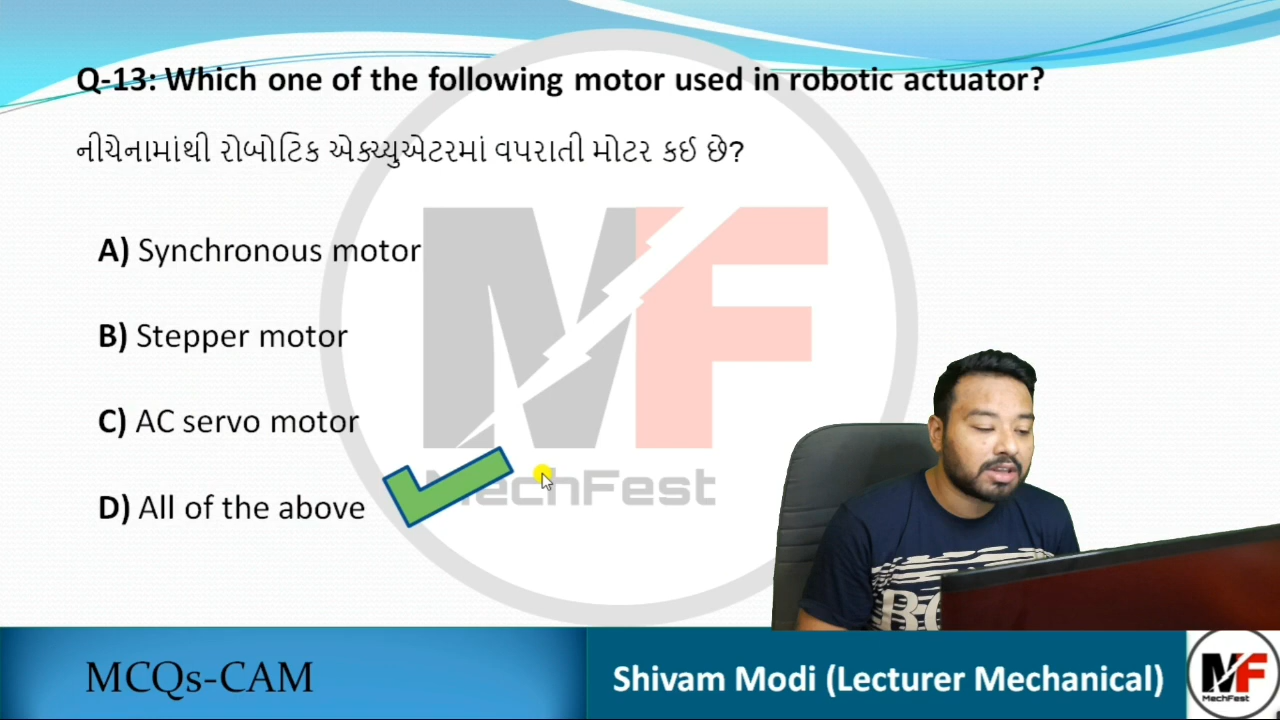 Q-13: Which one of the following motor used in robotic actuator?
નીચેનામાંથી રોબોટિક એક્ચ્યુએટરમાં વપરાતી મોટર કઈ છે?
A) Synchronous motor
B) Stepper motor
C) AC servo motor
D) All of the above
MF
MechFest
MCQs-CAM
Shivam Modi (Lecturer Mechanical)
MF
MechFest